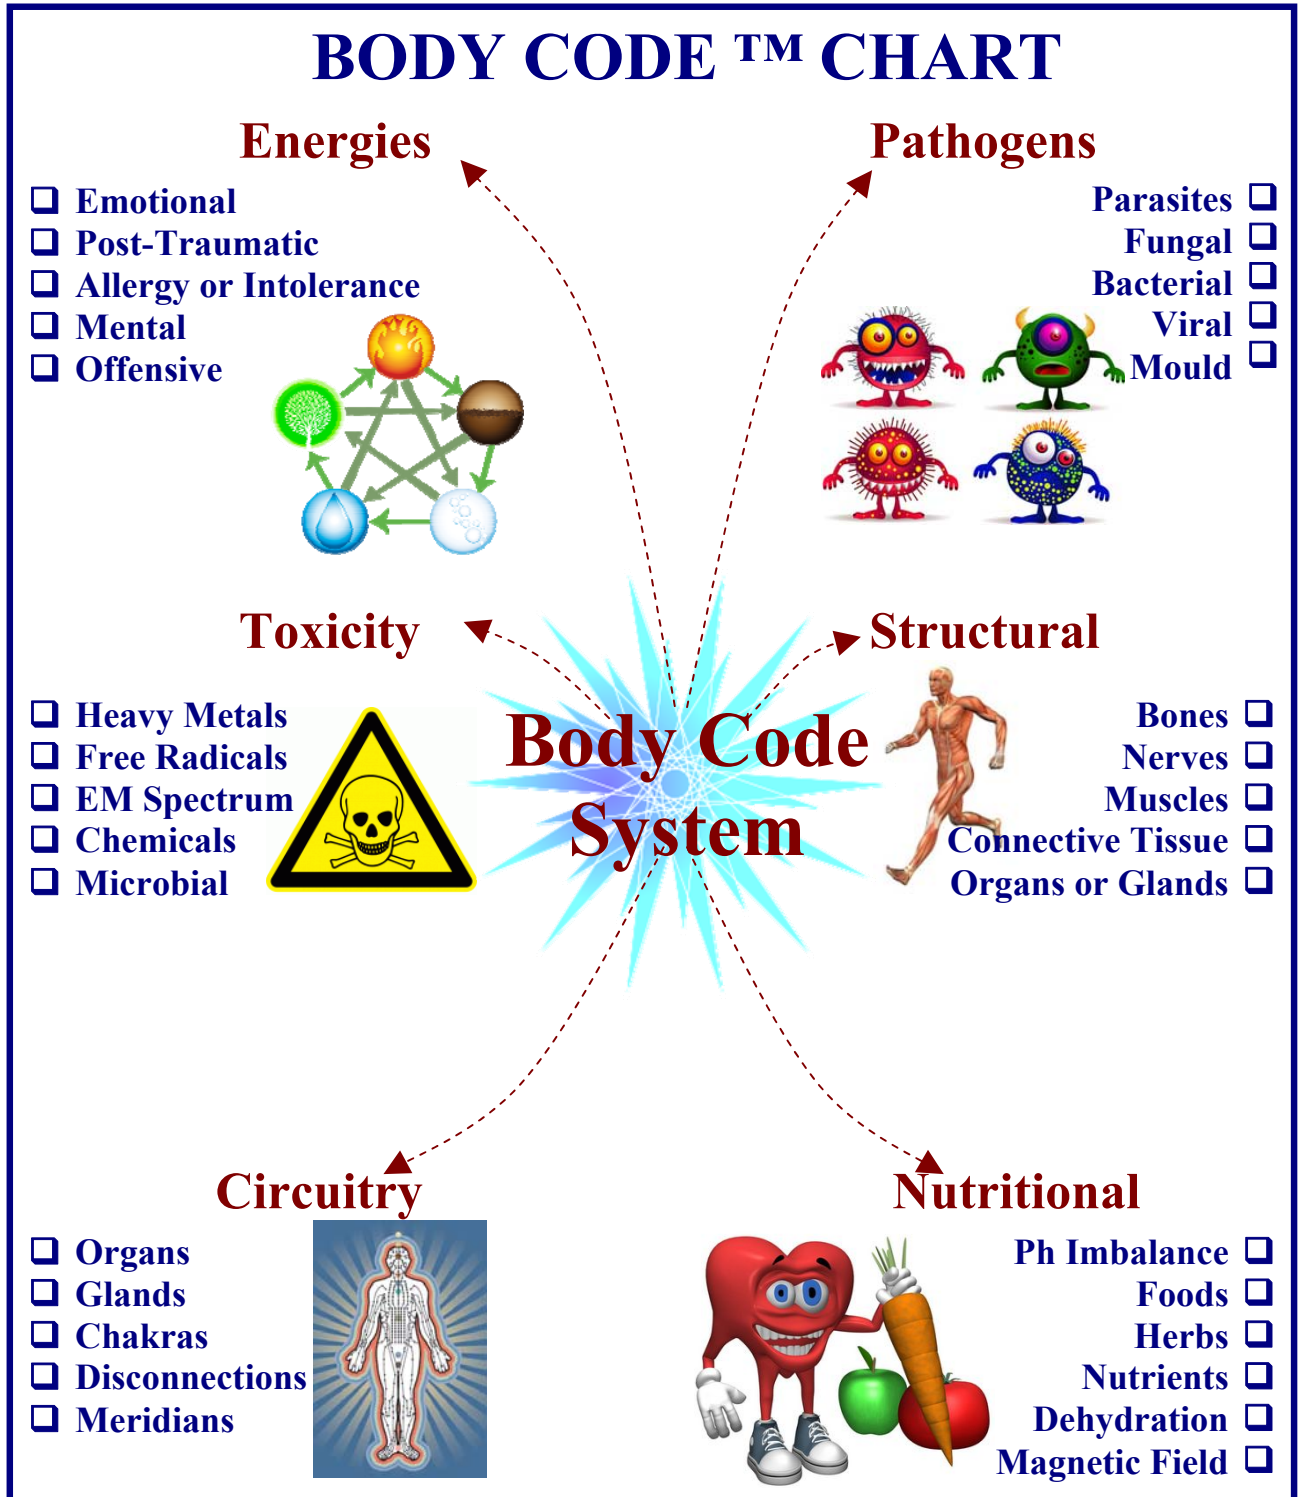 BODY CODE ™ CHART
Energies
Emotional
Post-Traumatic
Allergy or Intolerance
Mental
Offensive
Pathogens
Parasites
Fungal
Bacterial
Viral
Mould
Body Code
System
Toxicity
Heavy Metals
Free Radicals
EM Spectrum
Chemicals
Microbial
Structural
Bones
Nerves
Muscles
Connective Tissue
Organs or Glands
Circuitry
Organs
Glands
Chakras
Disconnections
Meridians
Nutritional
Ph Imbalance
Foods
Herbs
Nutrients
Dehydration
Magnetic Field